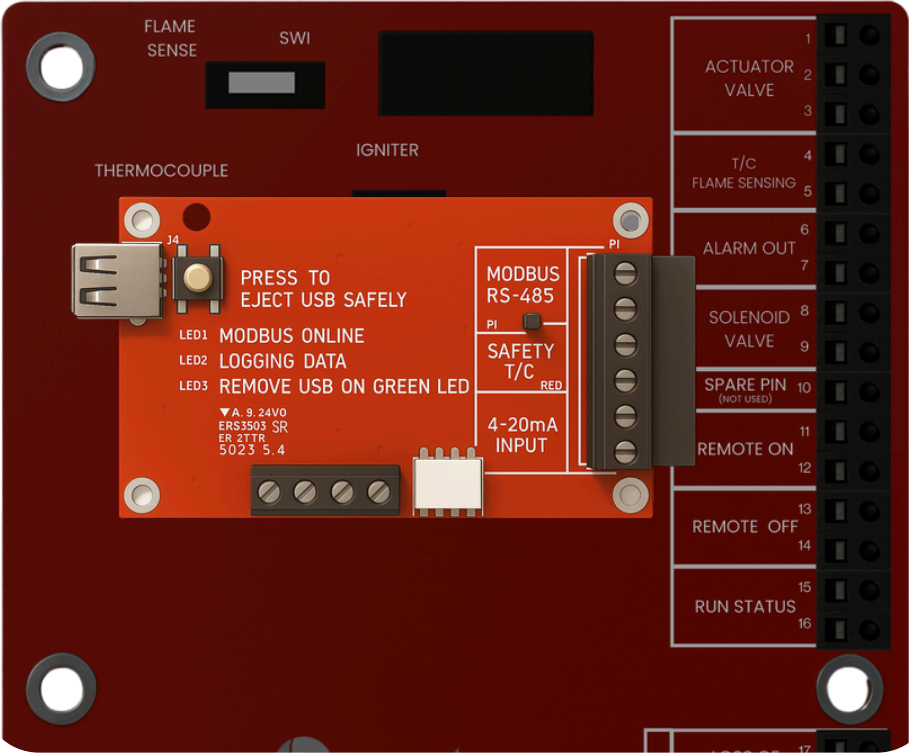 FLAME
SENSE
SWI
IGNITER
THERMOCOUPLE
ACTUATOR
VALVE
1
2
3
T/C
FLAME SENSING
4
5
ALARM OUT
6
7
SOLENOID
VALVE
8
9
SPARE PIN
(NOT USED)
10
REMOTE ON
11
12
REMOTE OFF
13
14
RUN STATUS
15
16
17
J4
PRESS TO
EJECT USB SAFELY
LED1 MODBUS ONLINE
LED2 LOGGING DATA
LED3 REMOVE USB ON GREEN LED
▼A. 9. 24VO
ERS3503 SR
ER 2TTR
5023 5.4
PI
MODBUS
RS-485
PI
SAFETY
T/C
RED
4-20mA
INPUT